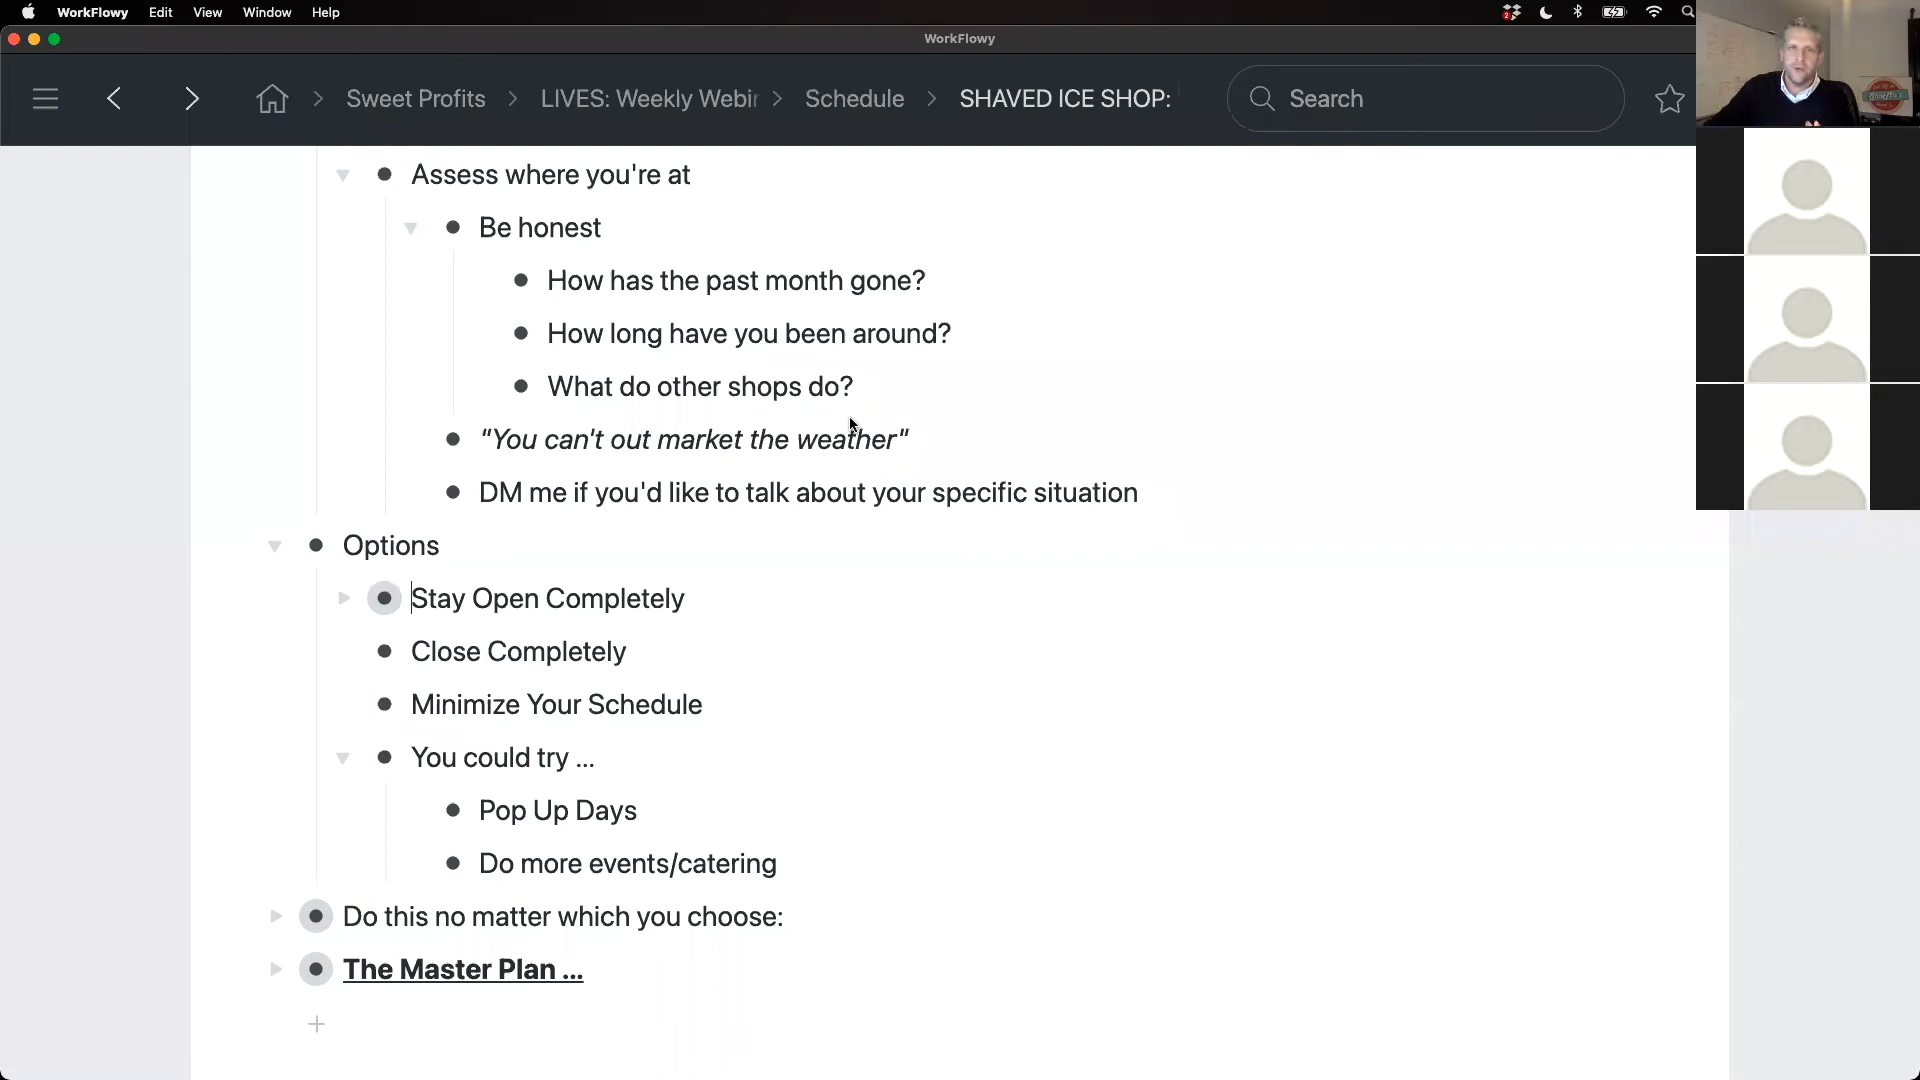 WorkFlowy Edit View Window Help
WorkFlowy
Sweet Profits LIVES: Weekly Webir Schedule SHAVED ICE SHOP: Search
Assess where you're at
Be honest
How has the past month gone?
How long have you been around?
What do other shops do?
"You can't out market the weather"
DM me if you'd like to talk about your specific situation
Options
Stay Open Completely
Close Completely
Minimize Your Schedule
You could try ...
Pop Up Days
Do more events/catering
Do this no matter which you choose:
The Master Plan ...